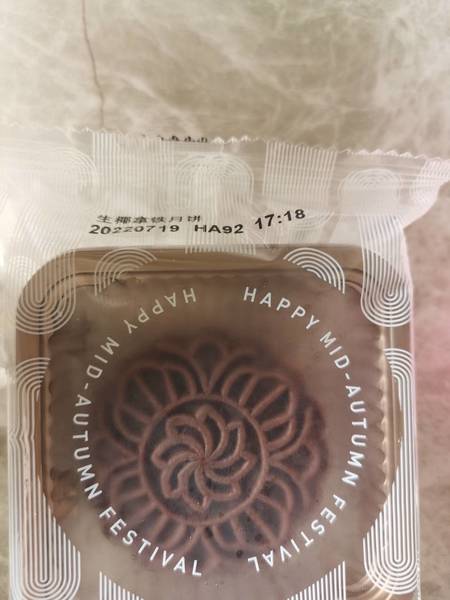 生椰拿铁月饼
20220719 HA92 17:18
HAPPY MID-AUTUMN FESTIVAL
HAPPY MID-AUTUMN FESTIVAL